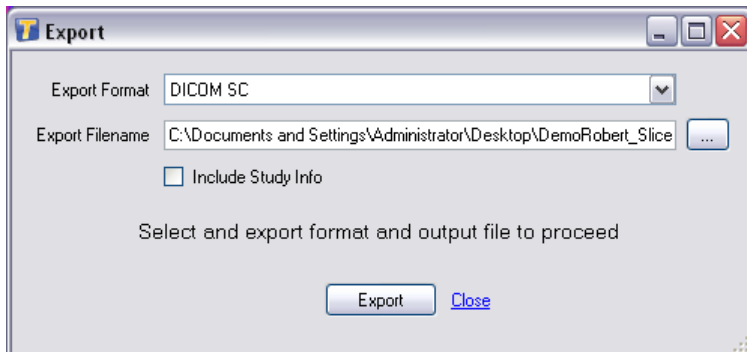 Export
Export Format DICOM SC
Export Filename C:\Documents and Settings\Administrator\Desktop\DemoRobert_Slice ...
Include Study Info
Select and export format and output file to proceed
Export Close